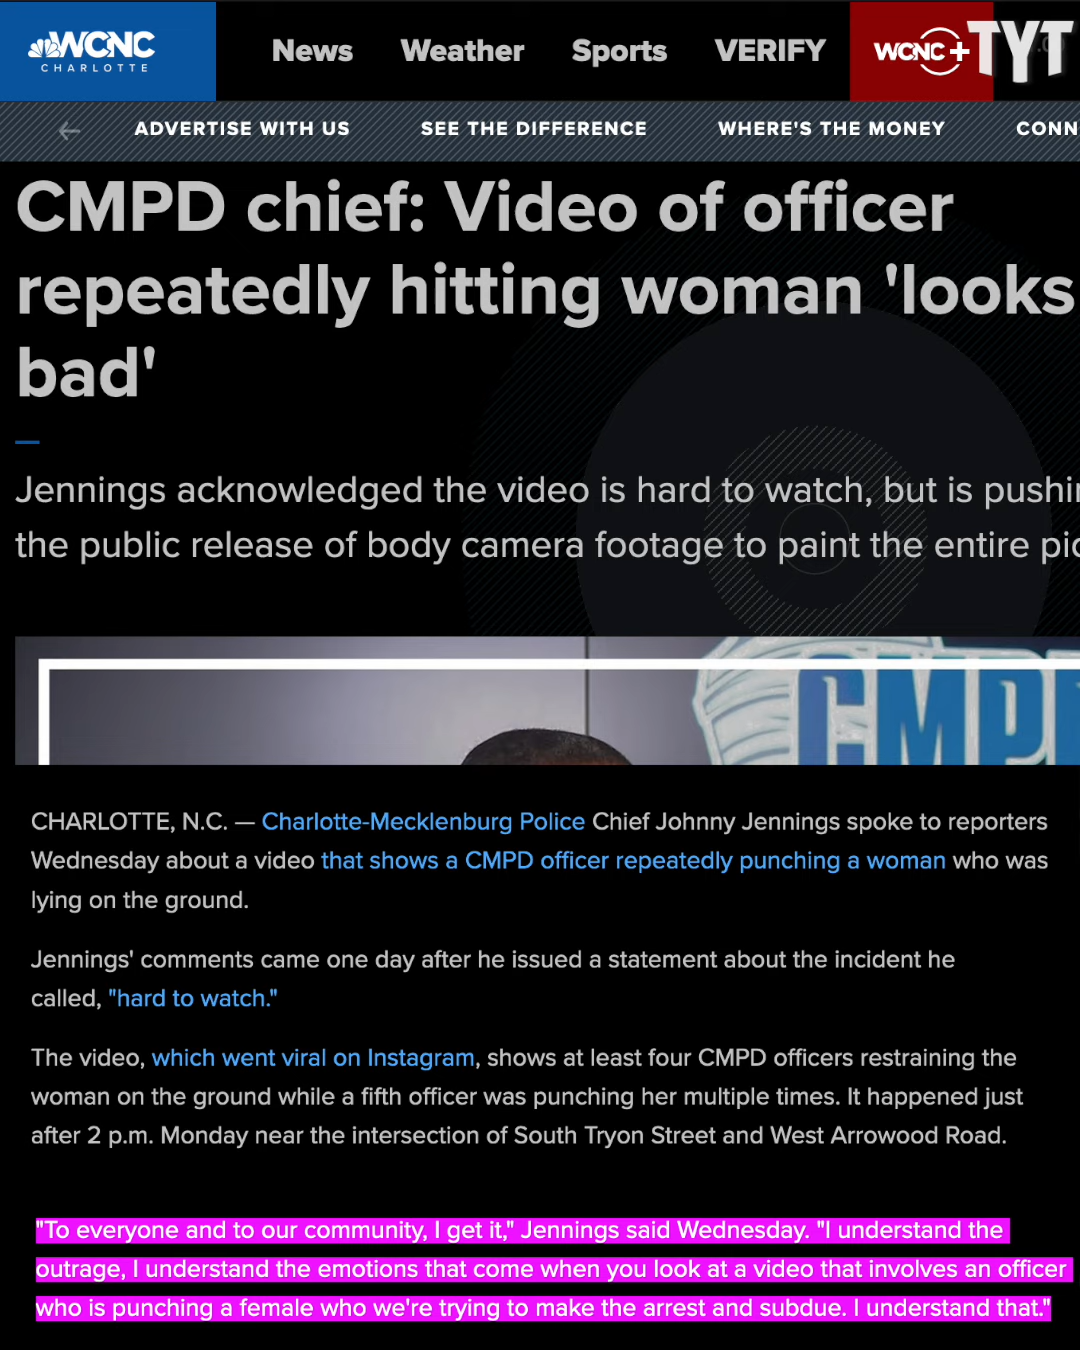 WCNC
CHARLOTTE
News Weather Sports VERIFY WCNC+ TYT
ADVERTISE WITH US SEE THE DIFFERENCE WHERE'S THE MONEY CONN
CMPD chief: Video of officer
repeatedly hitting woman 'looks
bad'
Jennings acknowledged the video is hard to watch, but is pushin
the public release of body camera footage to paint the entire pic
CMPD
CHARLOTTE, N.C. — Charlotte-Mecklenburg Police Chief Johnny Jennings spoke to reporters
Wednesday about a video that shows a CMPD officer repeatedly punching a woman who was
lying on the ground.
Jennings' comments came one day after he issued a statement about the incident he
called, "hard to watch."
The video, which went viral on Instagram, shows at least four CMPD officers restraining the
woman on the ground while a fifth officer was punching her multiple times. It happened just
after 2 p.m. Monday near the intersection of South Tryon Street and West Arrowood Road.
"To everyone and to our community, I get it," Jennings said Wednesday. "I understand the
outrage, I understand the emotions that come when you look at a video that involves an officer
who is punching a female who we're trying to make the arrest and subdue. I understand that."